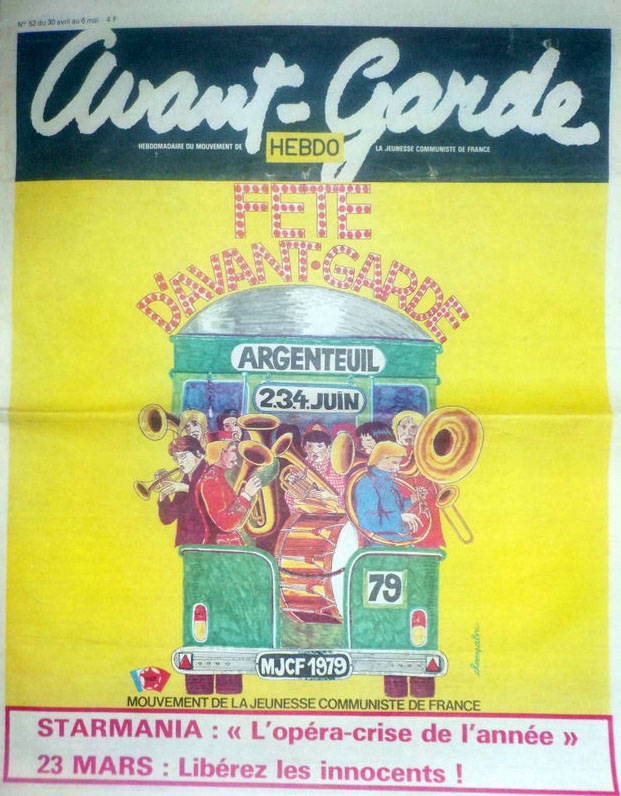 N° 52 du 30 avril au 6 mai - 4 F
Avant-Garde
HEBDOMADAIRE DU MOUVEMENT DE HEBDO LA JEUNESSE COMMUNISTE DE FRANCE
FÊTE
D'AVANT-GARDE
ARGENTEUIL
2.3.4. JUIN
79
MJCF 1979
MOUVEMENT DE LA JEUNESSE COMMUNISTE DE FRANCE
STARMANIA : « L'opéra-crise de l'année »
23 MARS : Libérez les innocents !